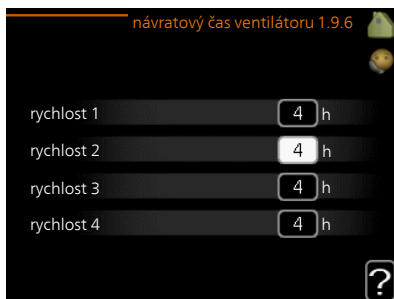 návratový čas ventilátoru 1.9.6
rychlost 1 4 h
rychlost 2 4 h
rychlost 3 4 h
rychlost 4 4 h
?